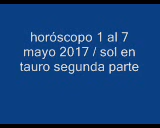 horóscopo 1 al 7
mayo 2017 / sol en
tauro segunda parte